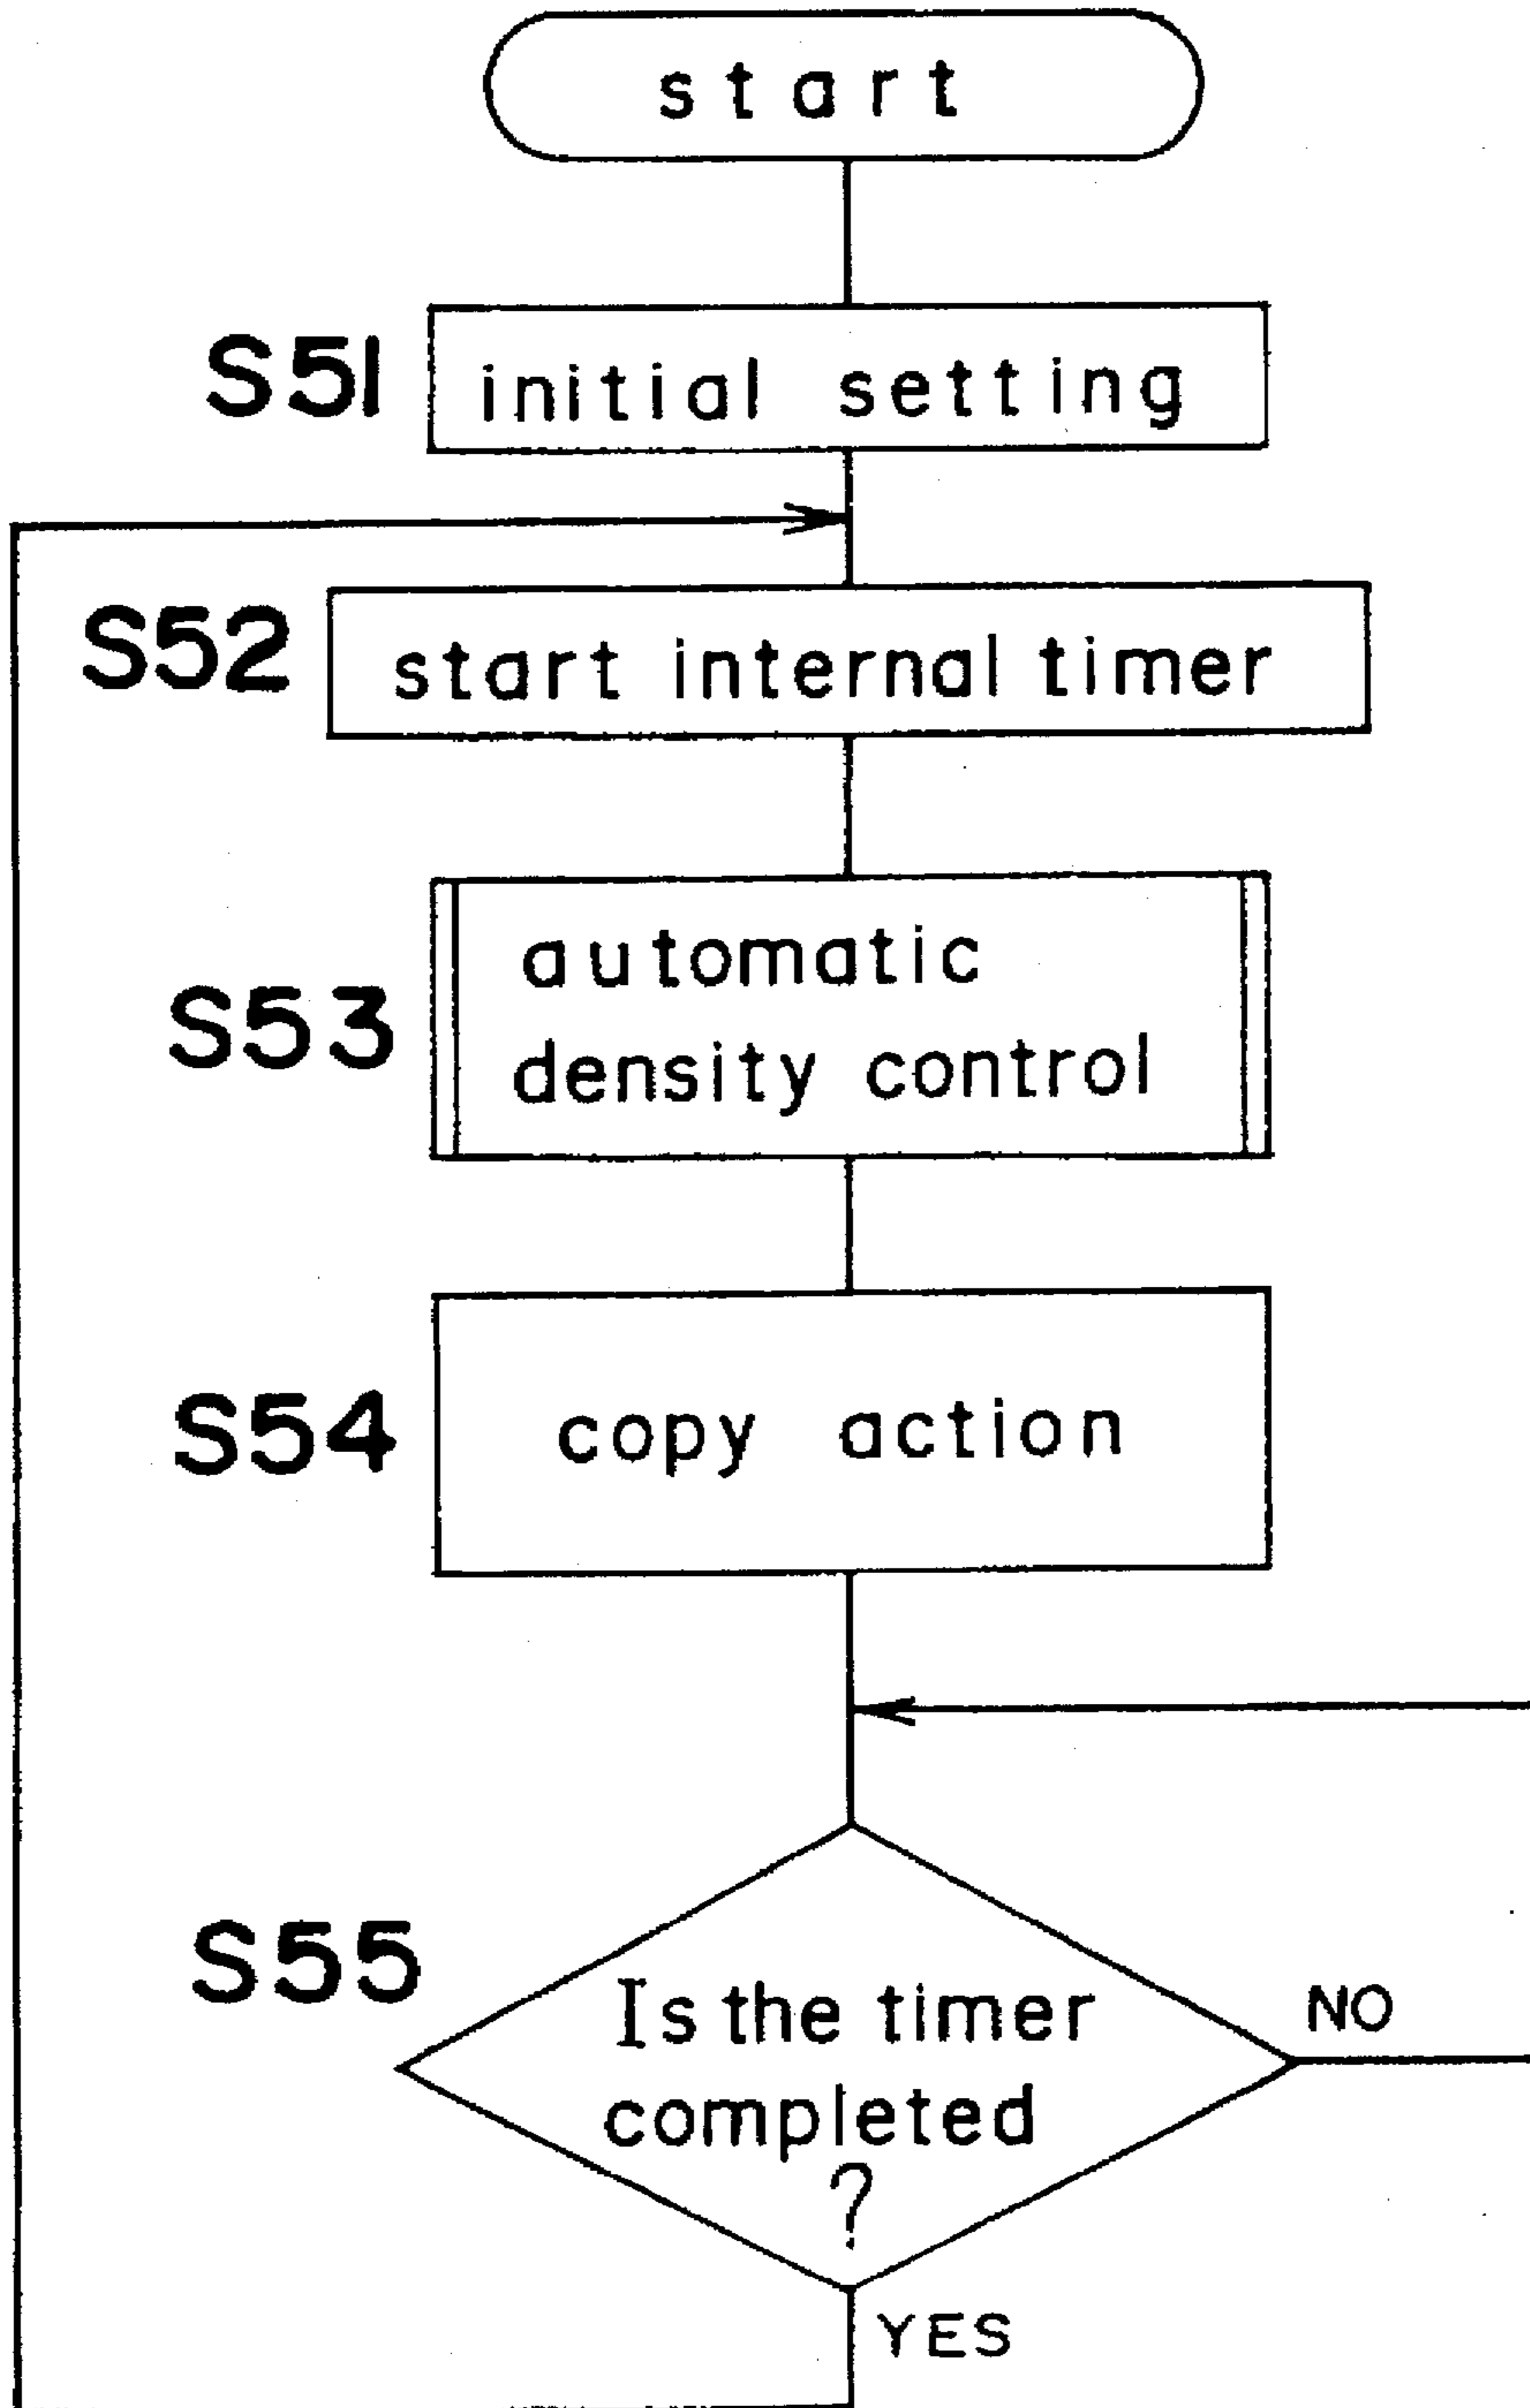 start
S51
initial setting
S52
start internal timer
S53
automatic
density control
S54
copy action
S55
Is the timer
completed
?
NO
YES